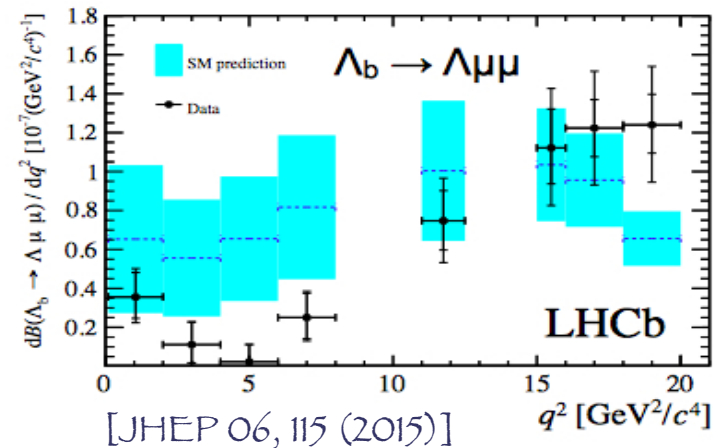 dB(Λb → Λ μ μ) / dq² [10⁻⁷(GeV²/c⁴)⁻¹]
1.8
1.6
1.4
1.2
1
0.8
0.6
0.4
0.2
SM prediction
Data
Λb → Λμμ
LHCb
0 5 10 15 20
q² [GeV²/c⁴]
[JHEP 06, 115 (2015)]